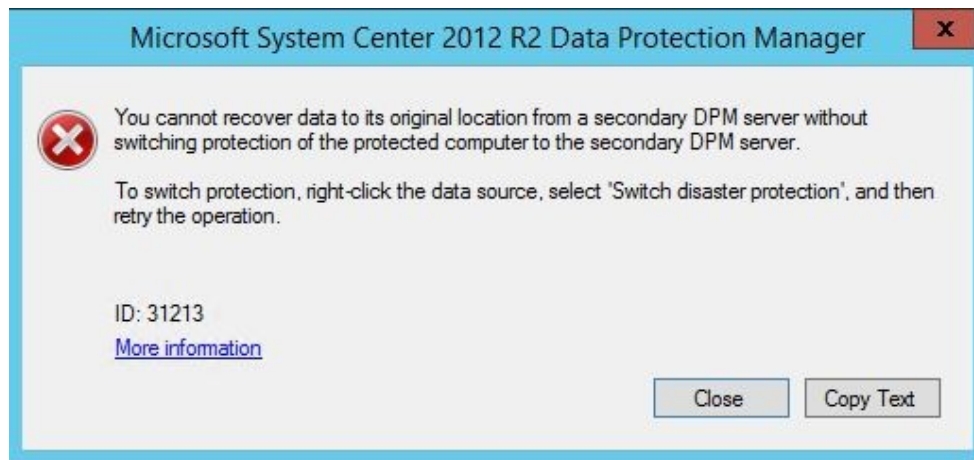 Microsoft System Center 2012 R2 Data Protection Manager
x
You cannot recover data to its original location from a secondary DPM server without
switching protection of the protected computer to the secondary DPM server.
To switch protection, right-click the data source, select 'Switch disaster protection', and then
retry the operation.
ID: 31213
More information
Close
Copy Text